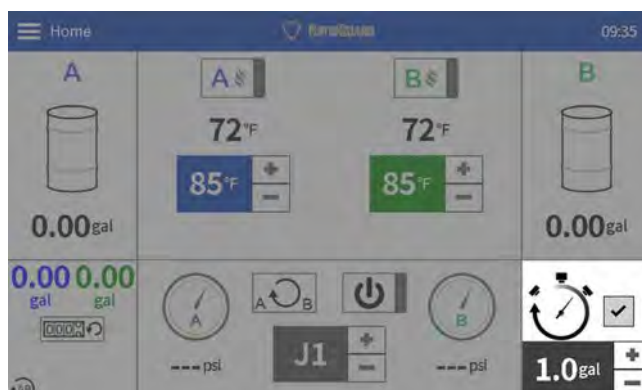 Home
09:35
A
A
B
B
72°F
72°F
85°F
+
+
85°F
-
-
0.00gal
0.00gal
0.00 0.00
gal
gal
A
B
A
B
J1
+
-
---psi
---psi
1.0gal
+
-